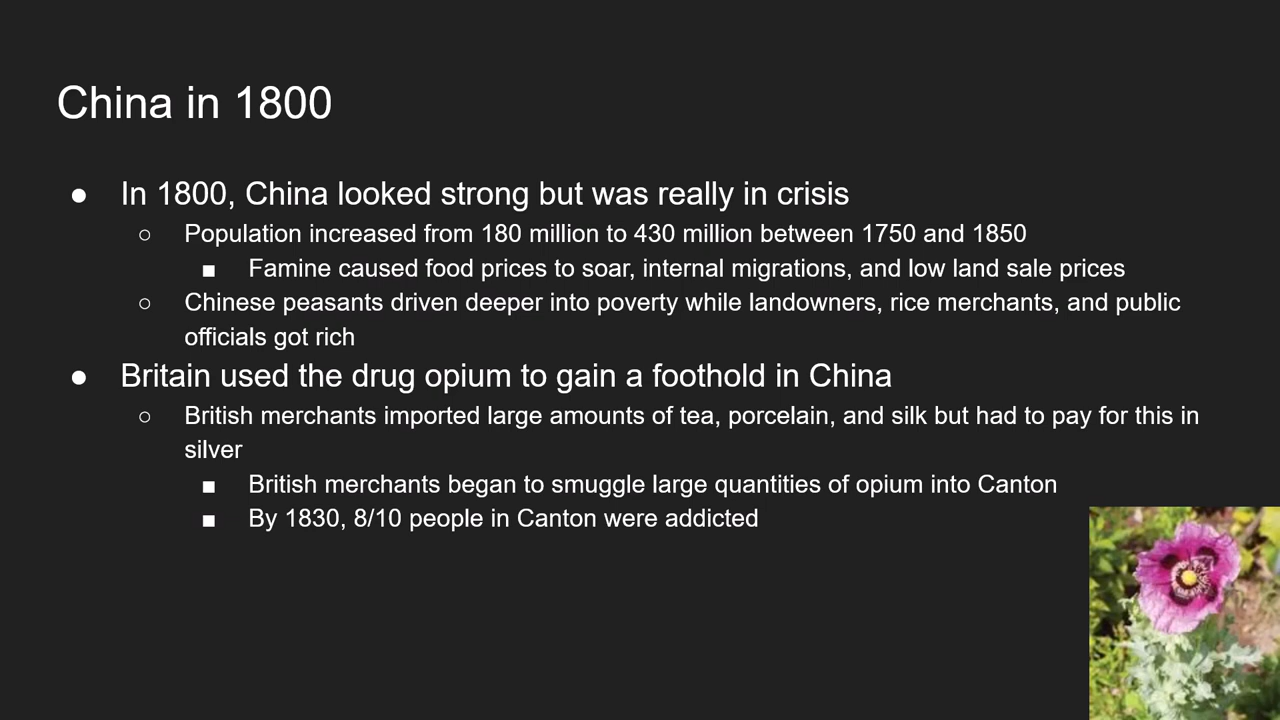 China in 1800
● In 1800, China looked strong but was really in crisis
○ Population increased from 180 million to 430 million between 1750 and 1850
■ Famine caused food prices to soar, internal migrations, and low land sale prices
○ Chinese peasants driven deeper into poverty while landowners, rice merchants, and public
officials got rich
● Britain used the drug opium to gain a foothold in China
○ British merchants imported large amounts of tea, porcelain, and silk but had to pay for this in
silver
■ British merchants began to smuggle large quantities of opium into Canton
■ By 1830, 8/10 people in Canton were addicted